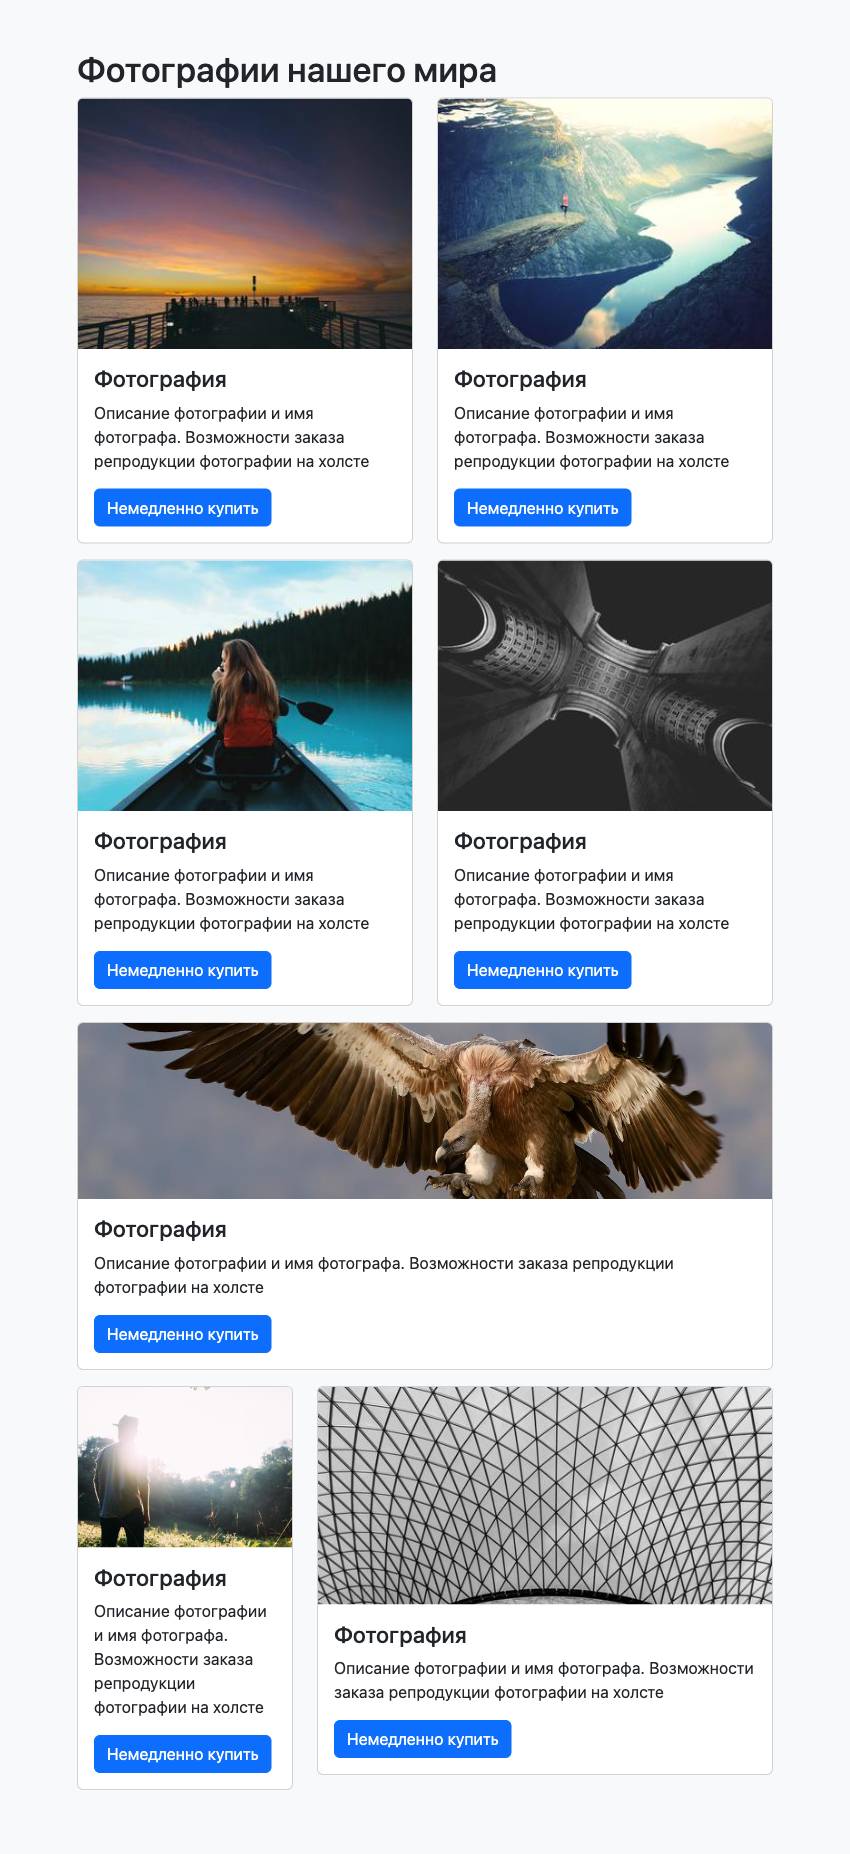 Фотографии нашего мира
Фотография
Описание фотографии и имя
фотографа. Возможности заказа
репродукции фотографии на холсте
Немедленно купить
Фотография
Описание фотографии и имя
фотографа. Возможности заказа
репродукции фотографии на холсте
Немедленно купить
Фотография
Описание фотографии и имя
фотографа. Возможности заказа
репродукции фотографии на холсте
Немедленно купить
Фотография
Описание фотографии и имя
фотографа. Возможности заказа
репродукции фотографии на холсте
Немедленно купить
Фотография
Описание фотографии и имя фотографа. Возможности заказа репродукции
фотографии на холсте
Немедленно купить
Фотография
Описание фотографии
и имя фотографа.
Возможности заказа
репродукции
фотографии на холсте
Немедленно купить
Фотография
Описание фотографии и имя фотографа. Возможности
заказа репродукции фотографии на холсте
Немедленно купить